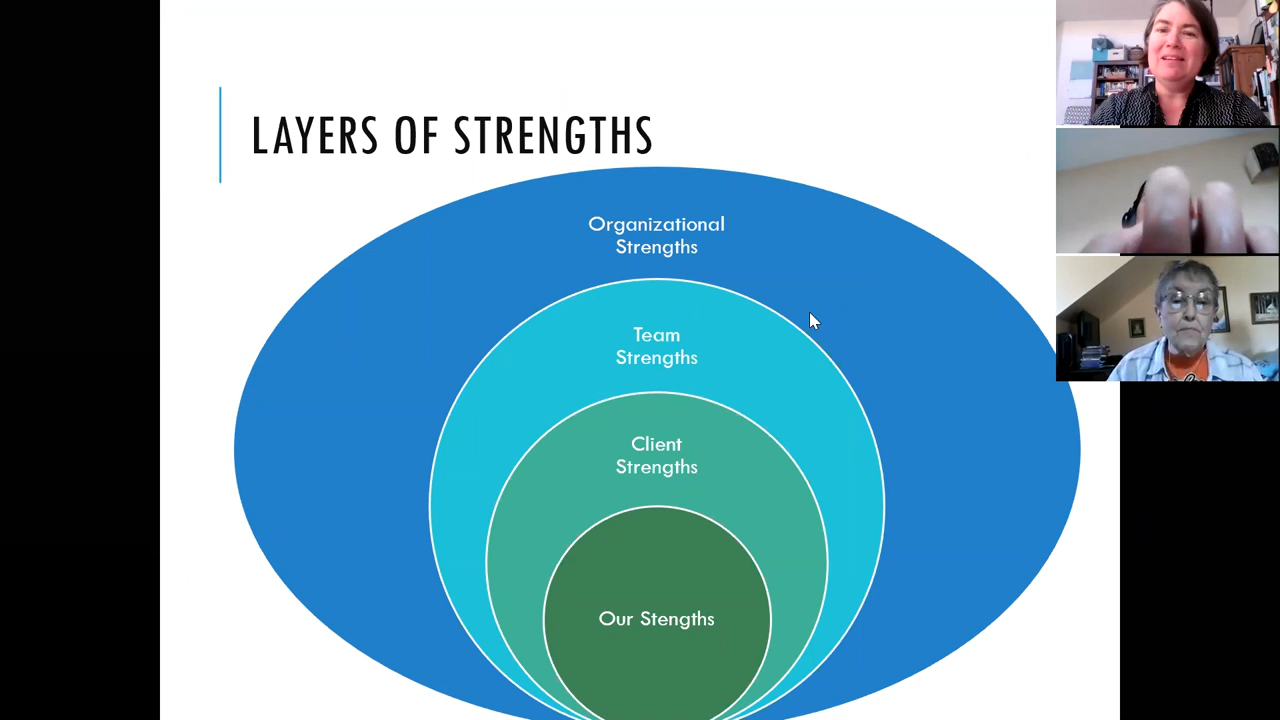 LAYERS OF STRENGTHS
Organizational
Strengths
Team
Strengths
Client
Strengths
Our Stengths